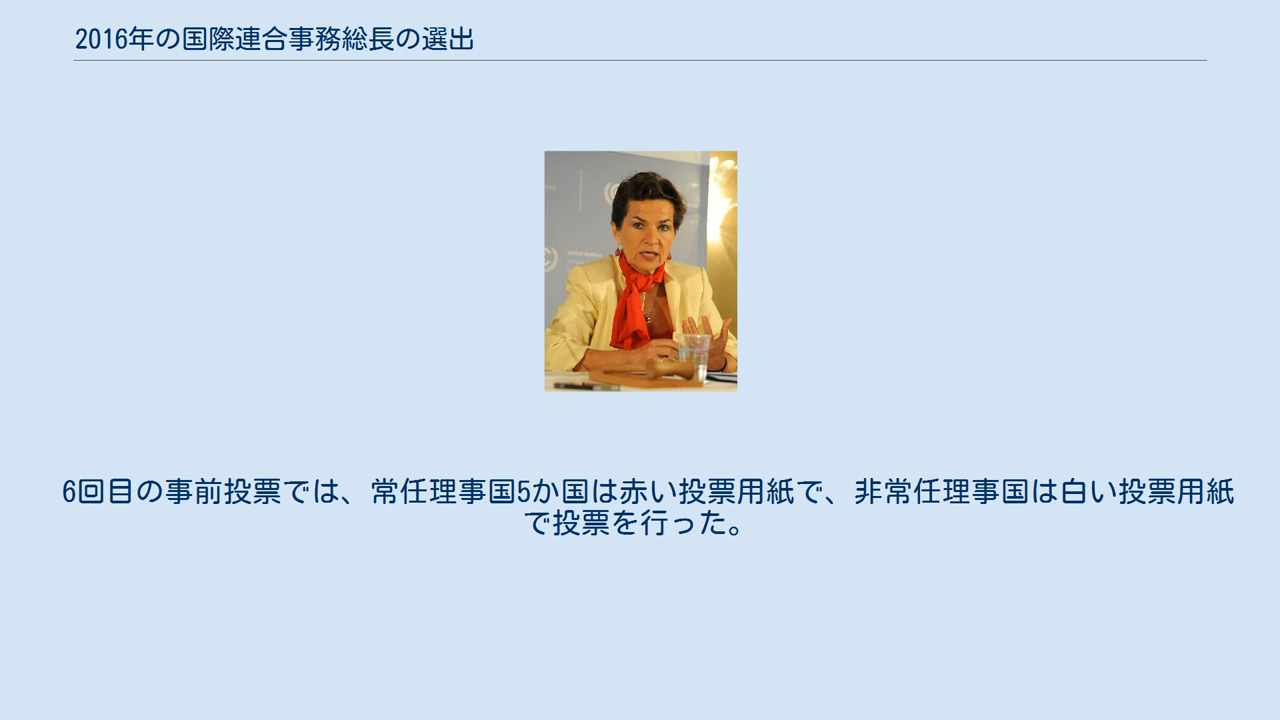 2016年の国際連合事務総長の選出
United Nations
6回目の事前投票では、常任理事国5か国は赤い投票用紙で、非常任理事国は白い投票用紙
で投票を行った。